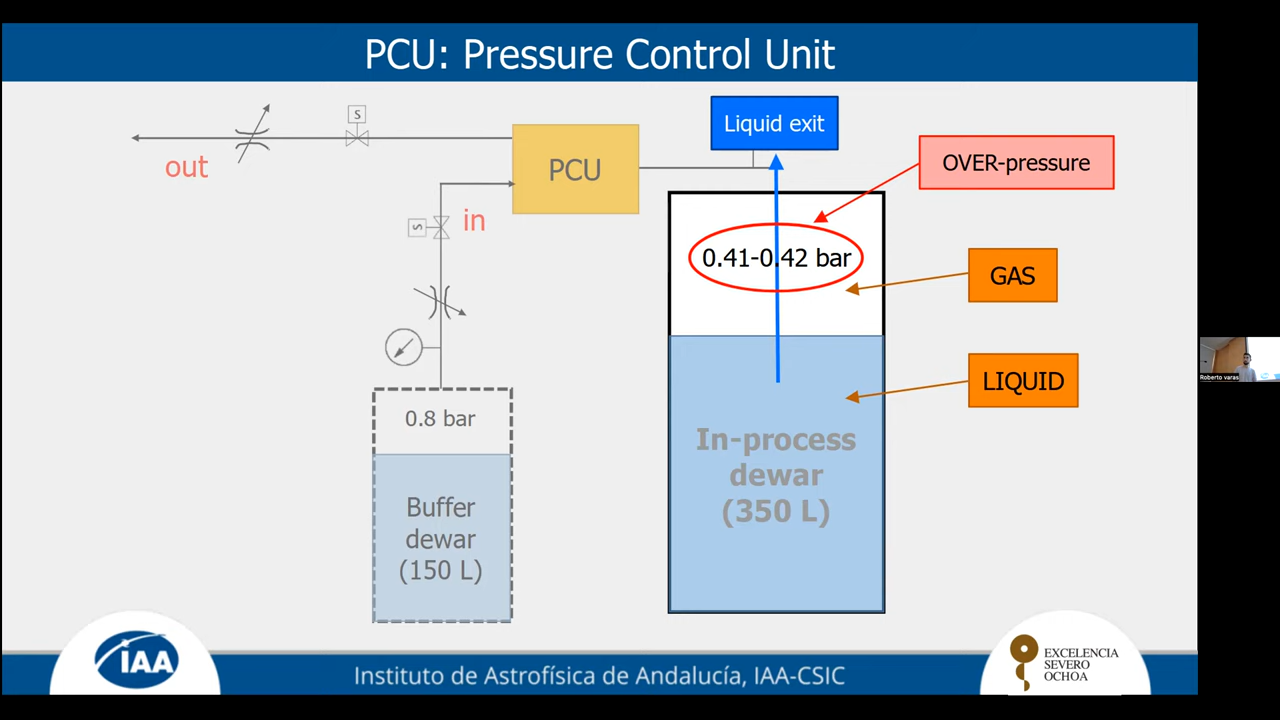 PCU: Pressure Control Unit
S
out
PCU
Liquid exit
OVER-pressure
S
in
0.41-0.42 bar
GAS
LIQUID
0.8 bar
In-process
dewar
(350 L)
Buffer
dewar
(150 L)
Roberto varas
IAA
Instituto de Astrofísica de Andalucía, IAA-CSIC
EXCELENCIA
SEVERO
OCHOA